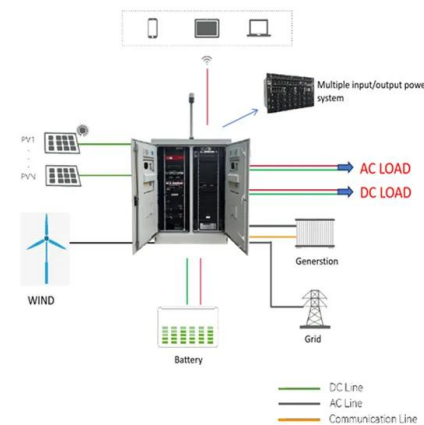 Multiple input/output power
system
PV1
PVN
AC LOAD
DC LOAD
Generstion
WIND
Grid
Battery
DC Line
AC Line
Communication Line